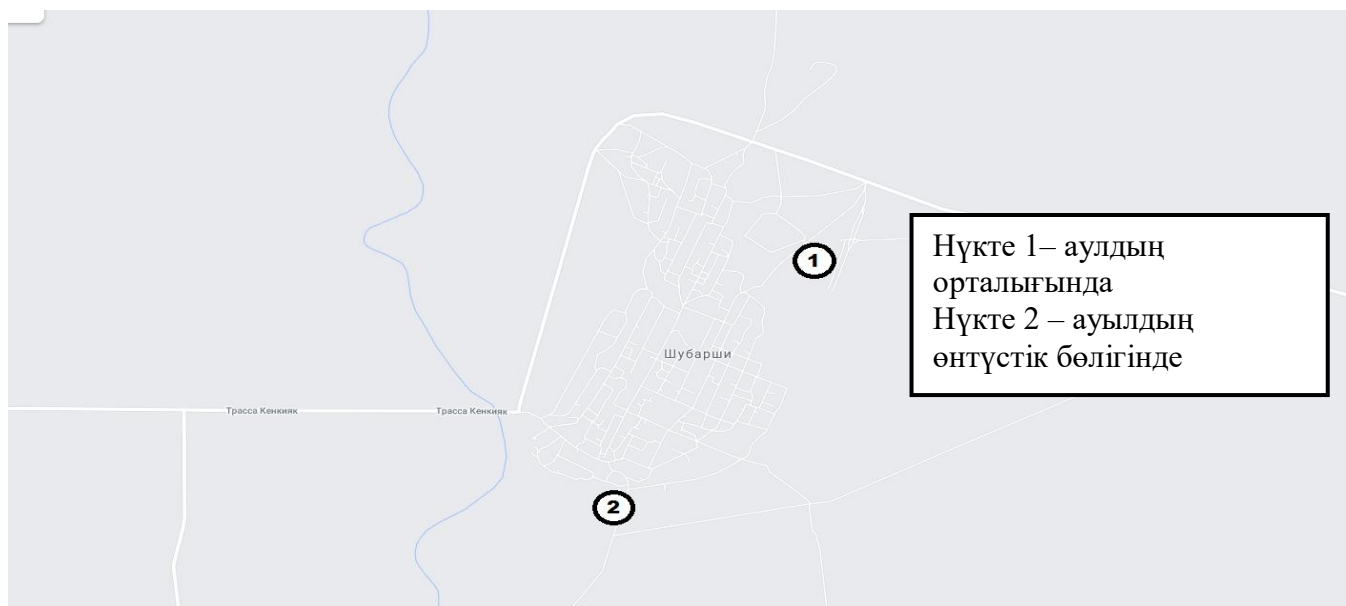 1
Нүкте 1– аулдың
орталығында
Нүкте 2 – ауылдың
өнтүстік бөлігінде
Шубарши
Трасса Кенкияк
Трасса Кенкияк
2